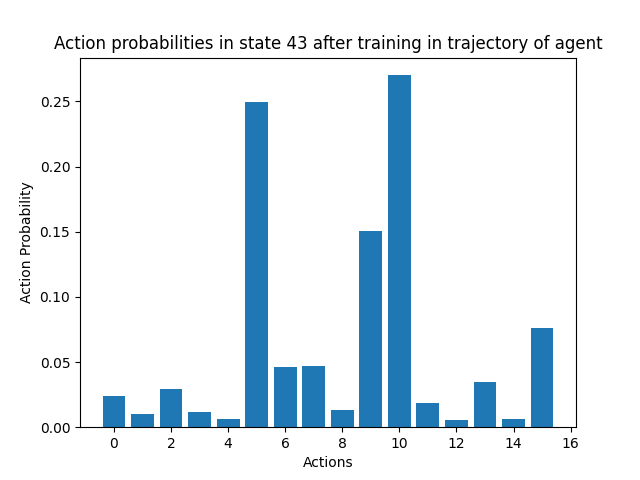 Action probabilities in state 43 after training in trajectory of agent
0.25
0.20
0.15
0.10
0.05
0.00
Action Probability
0 2 4 6 8 10 12 14 16
Actions